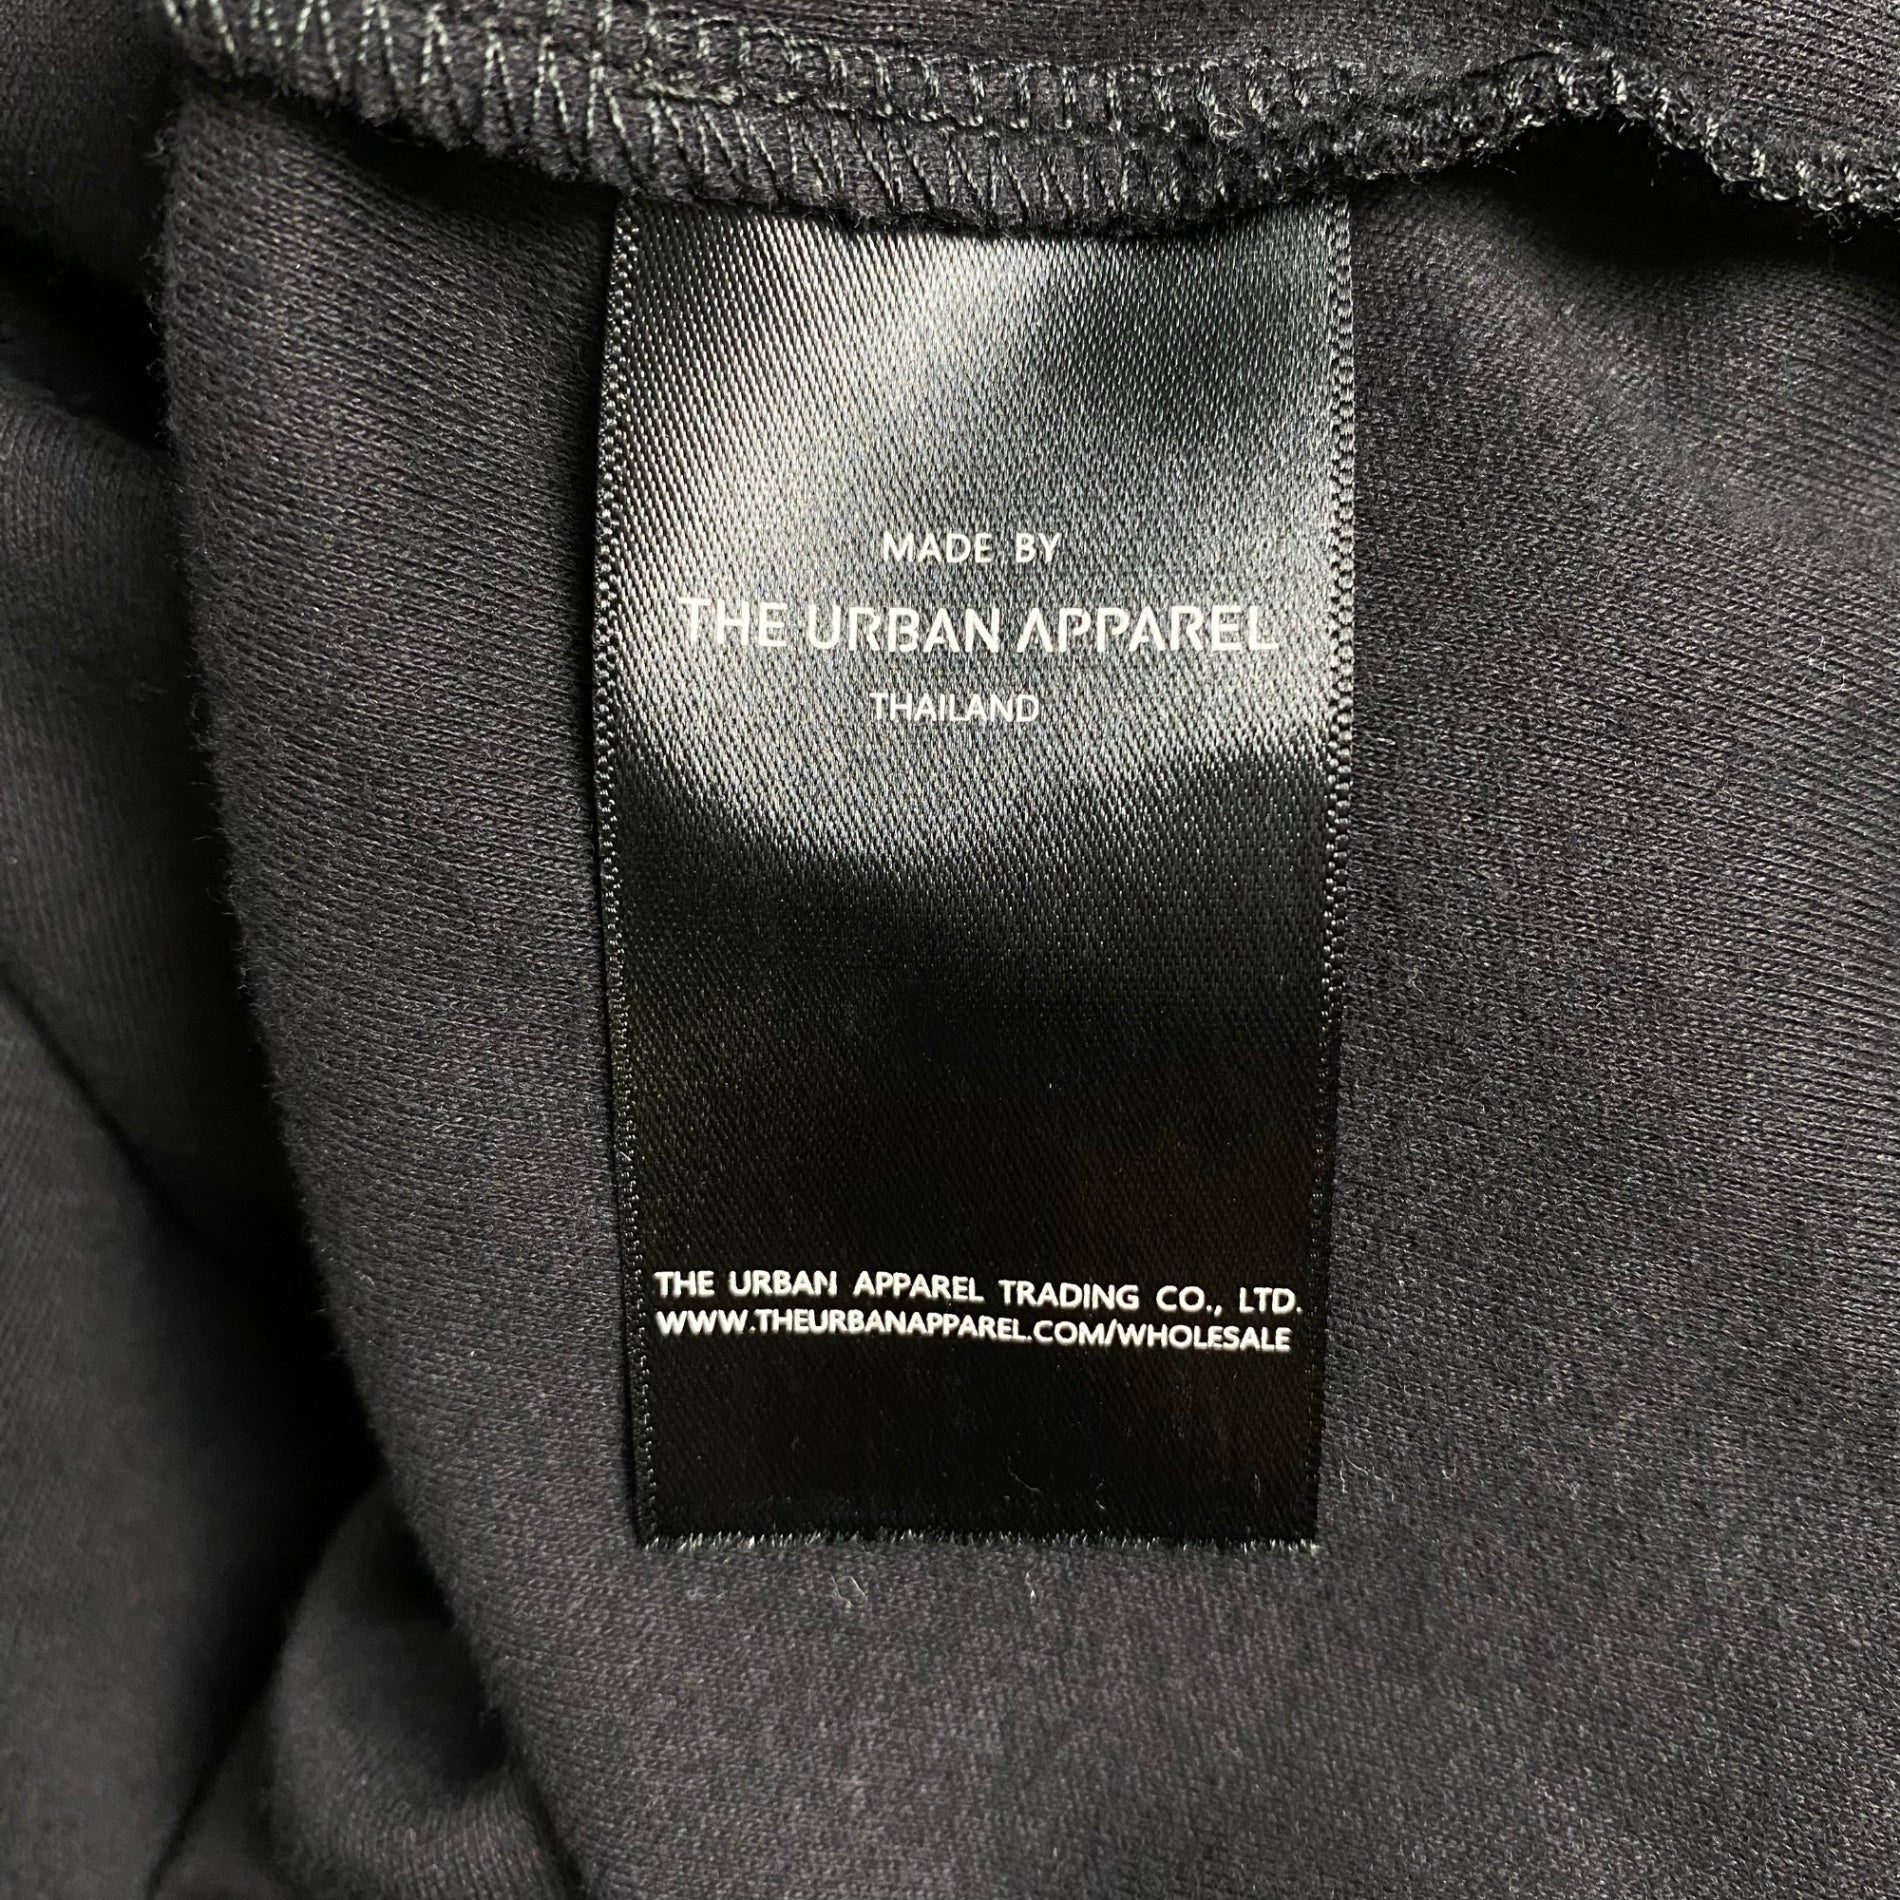 MADE BY
THE URBAN APPAREL
THAILAND
THE URBAN APPAREL TRADING CO., LTD.
WWW.THEURBANAPPAREL.COM/WHOLESALE